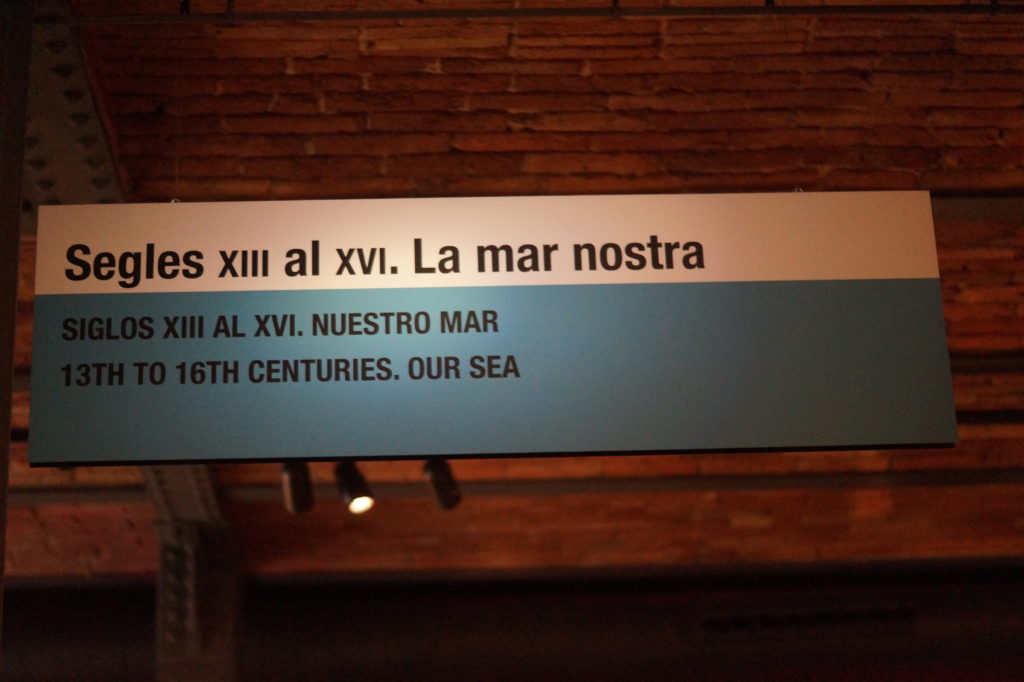 Segles XIII al XVI. La mar nostra
SIGLOS XIII AL XVI. NUESTRO MAR
13TH TO 16TH CENTURIES. OUR SEA